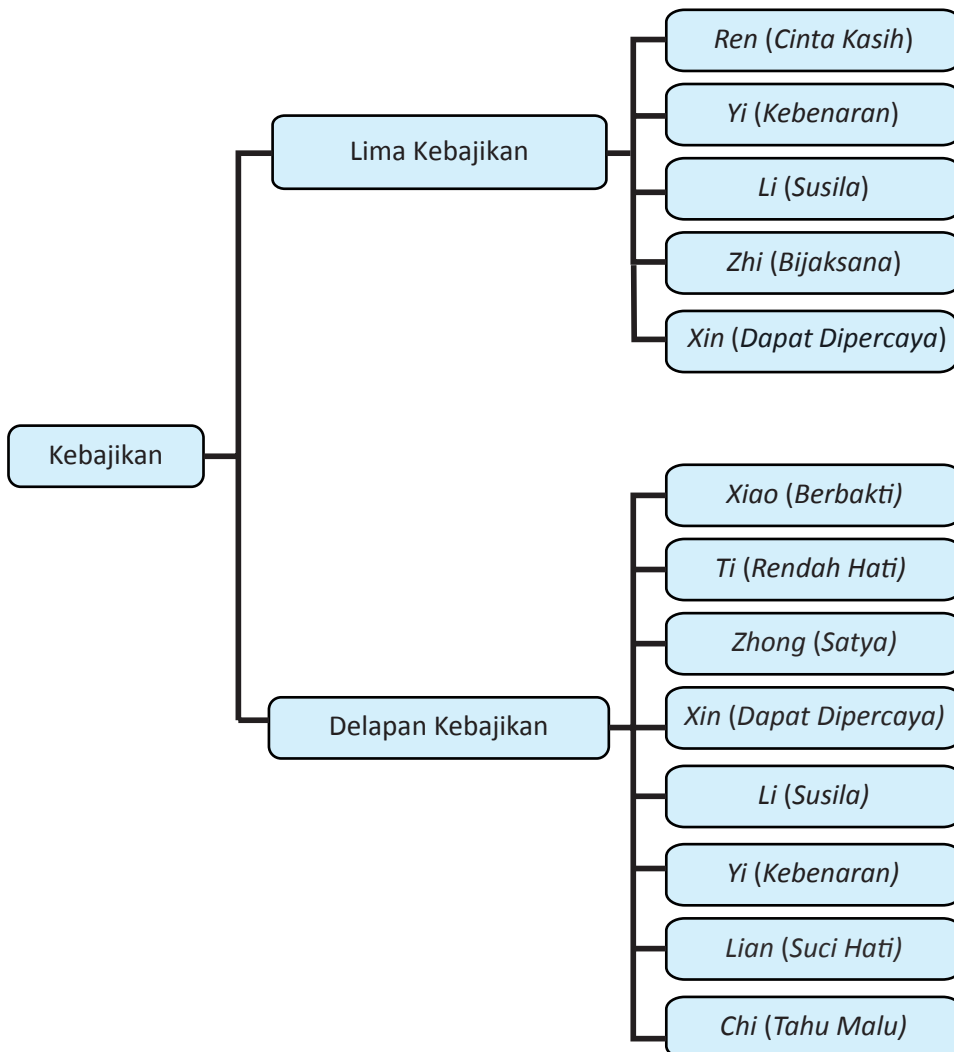 Kebajikan
Lima Kebajikan
Ren (Cinta Kasih)
Yi (Kebenaran)
Li (Susila)
Zhi (Bijaksana)
Xin (Dapat Dipercaya)
Delapan Kebajikan
Xiao (Berbakti)
Ti (Rendah Hati)
Zhong (Satya)
Xin (Dapat Dipercaya)
Li (Susila)
Yi (Kebenaran)
Lian (Suci Hati)
Chi (Tahu Malu)